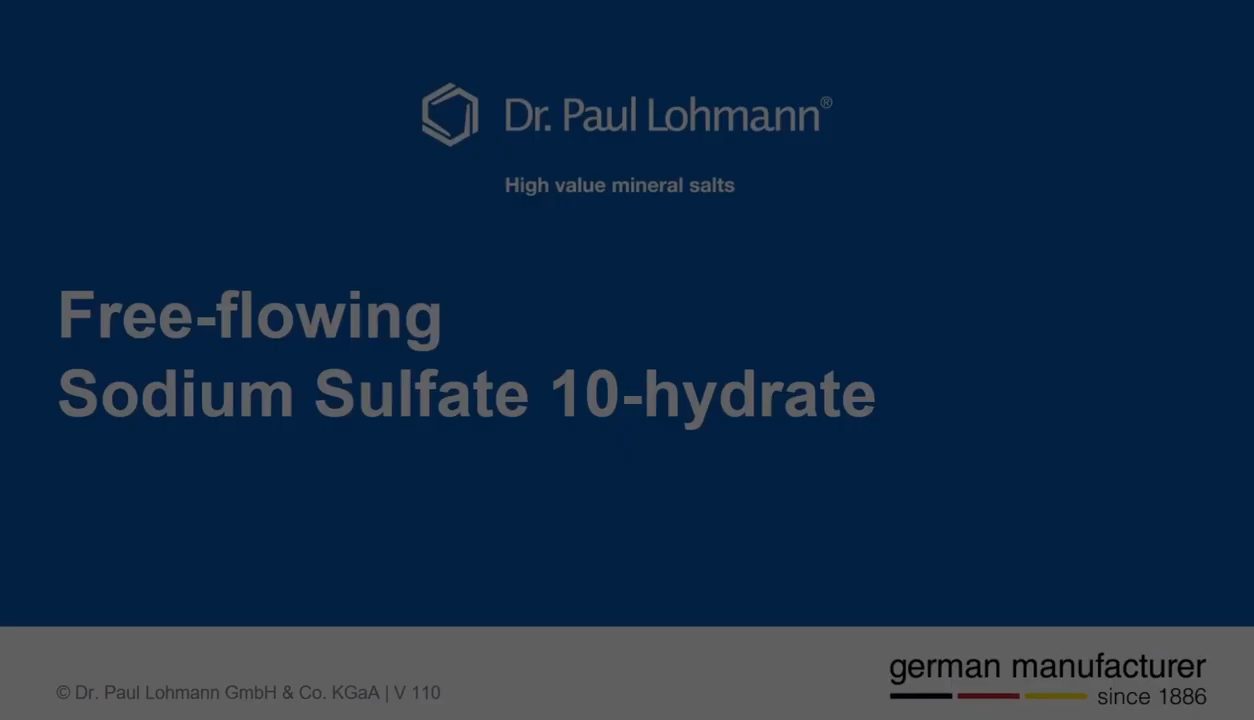 Dr. Paul Lohmann®
High value mineral salts
Free-flowing
Sodium Sulfate 10-hydrate
german manufacturer
since 1886
© Dr. Paul Lohmann GmbH & Co. KGaA | V 110